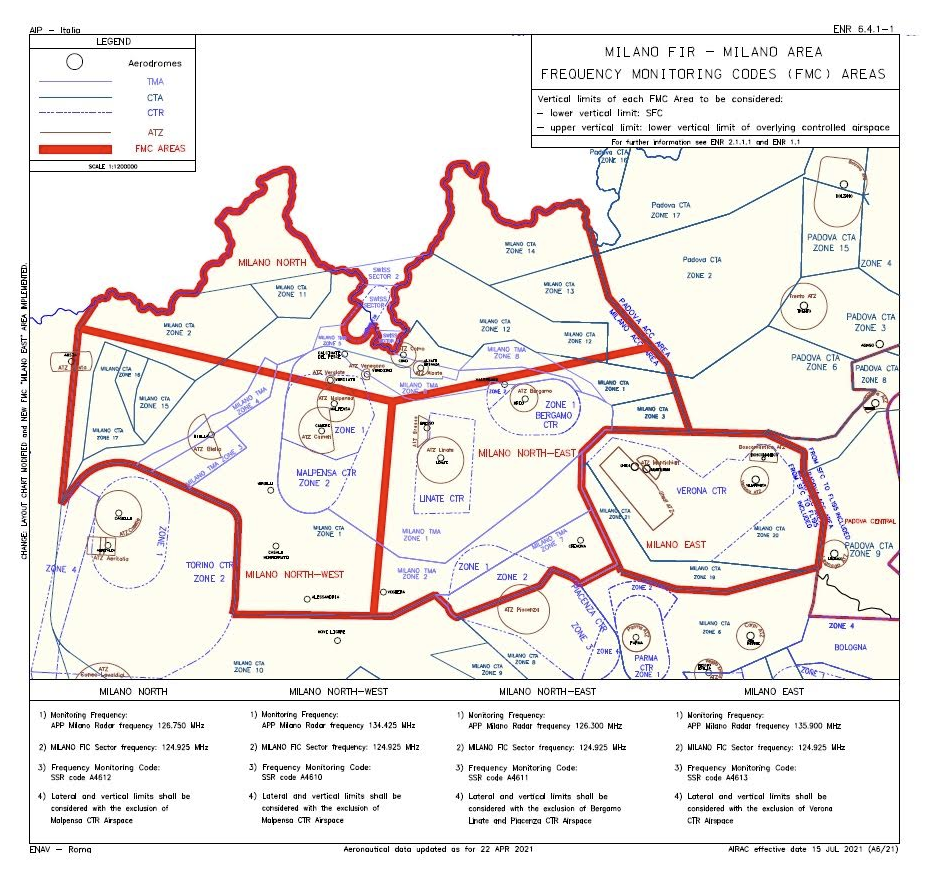 AIP – Italia
ENR 6.4.1-1
LEGEND
Aerodromes
TMA
CTA
CTR
ATZ
FMC AREAS
SCALE 1:1200000
MILANO FIR – MILANO AREA
FREQUENCY MONITORING CODES (FMC) AREAS
Vertical limits of each FMC Area to be considered:
– lower vertical limit: SFC
– upper vertical limit: lower vertical limit of overlying controlled airspace
For further information see ENR 2.1.1.1 and ENR 1.1
CHANGE: LAYOUT CHART MODIFIED and NEW FMC "MILANO EAST" AREA IMPLEMENTED.
Padova CTA
ZONE 16
Padova CTA
ZONE 17
PADOVA CTA
ZONE 15
Padova CTA
ZONE 2
ZONE 4
MILANO CTA
ZONE 14
MILANO NORTH
SWISS
SECTOR 2
MILANO CTA
ZONE 11
MILANO CTA
ZONE 13
SWISS
SECTOR
Trento ATZ
PADOVA CTA
ZONE 3
MILANO CTA
ZONE 2
MILANO CTA
ZONE 12
MILANO CTA
ZONE 12
PADOVA ACC AREA
MILANO ACC AREA
PADOVA CTA
ZONE 6
PADOVA CTA
ZONE 8
MILANO CTA
ZONE 16
MILANO CTA
ZONE 15
MILANO CTA
ZONE 17
MILANO TMA
ZONE 4
MILANO TMA
ZONE 8
MILANO CTA
ZONE 1
MILANO CTA
ZONE 3
ATZ Bergamo
ZONE 1
BERGAMO
CTR
ATZ Malpensa
ATZ Cameri
ZONE 1
ATZ Biella
MILANO TMA ZONE 3
MALPENSA CTR
ZONE 2
ATZ Linate
LINATE CTR
MILANO NORTH-EAST
VERONA CTR
FROM SFC TO FL195
INCLUDED
MILANO CTA
ZONE 21
MILANO CTA
ZONE 20
MILANO EAST
PADOVA CENTRAL
PADOVA CTA
ZONE 9
ZONE 1
ZONE 4
TORINO CTR
ZONE 2
MILANO CTA
ZONE 1
MILANO TMA
ZONE 1
MILANO TMA
ZONE 7
MILANO NORTH-WEST
MILANO TMA
ZONE 2
ZONE 1
ZONE 2
MILANO CTA
ZONE 19
ALESSANDRIA
VOGHERA
ATZ Piacenza
PIACENZA CTR
ZONE 3
ZONE 2
ZONE 4
PARMA
CTR
ZONE 1
MILANO CTA
ZONE 6
ZONE 4
BOLOGNA
NOVI LIGURE
MILANO CTA
ZONE 10
MILANO CTA
ZONE 8
MILANO CTA
ZONE 9
MILANO NORTH
1) Monitoring Frequency:
APP Milano Radar frequency 126.750 MHz
2) MILANO FIC Sector frequency: 124.925 MHz
3) Frequency Monitoring Code:
SSR code A4612
4) Lateral and vertical limits shall be
considered with the exclusion of
Malpensa CTR Airspace
MILANO NORTH-WEST
1) Monitoring Frequency:
APP Milano Radar frequency 134.425 MHz
2) MILANO FIC Sector frequency: 124.925 MHz
3) Frequency Monitoring Code:
SSR code A4610
4) Lateral and vertical limits shall be
considered with the exclusion of
Malpensa CTR Airspace
MILANO NORTH-EAST
1) Monitoring Frequency:
APP Milano Radar frequency 126.300 MHz
2) MILANO FIC Sector frequency: 124.925 MHz
3) Frequency Monitoring Code:
SSR code A4611
4) Lateral and vertical limits shall be
considered with the exclusion of Bergamo
Linate and Piacenza CTR Airspace
MILANO EAST
1) Monitoring Frequency:
APP Milano Radar frequency 135.900 MHz
2) MILANO FIC Sector frequency: 124.925 MHz
3) Frequency Monitoring Code:
SSR code A4613
4) Lateral and vertical limits shall be
considered with the exclusion of Verona
CTR Airspace
ENAV – Roma
Aeronautical data updated as for 22 APR 2021
AIRAC effective date 15 JUL 2021 (A6/21)